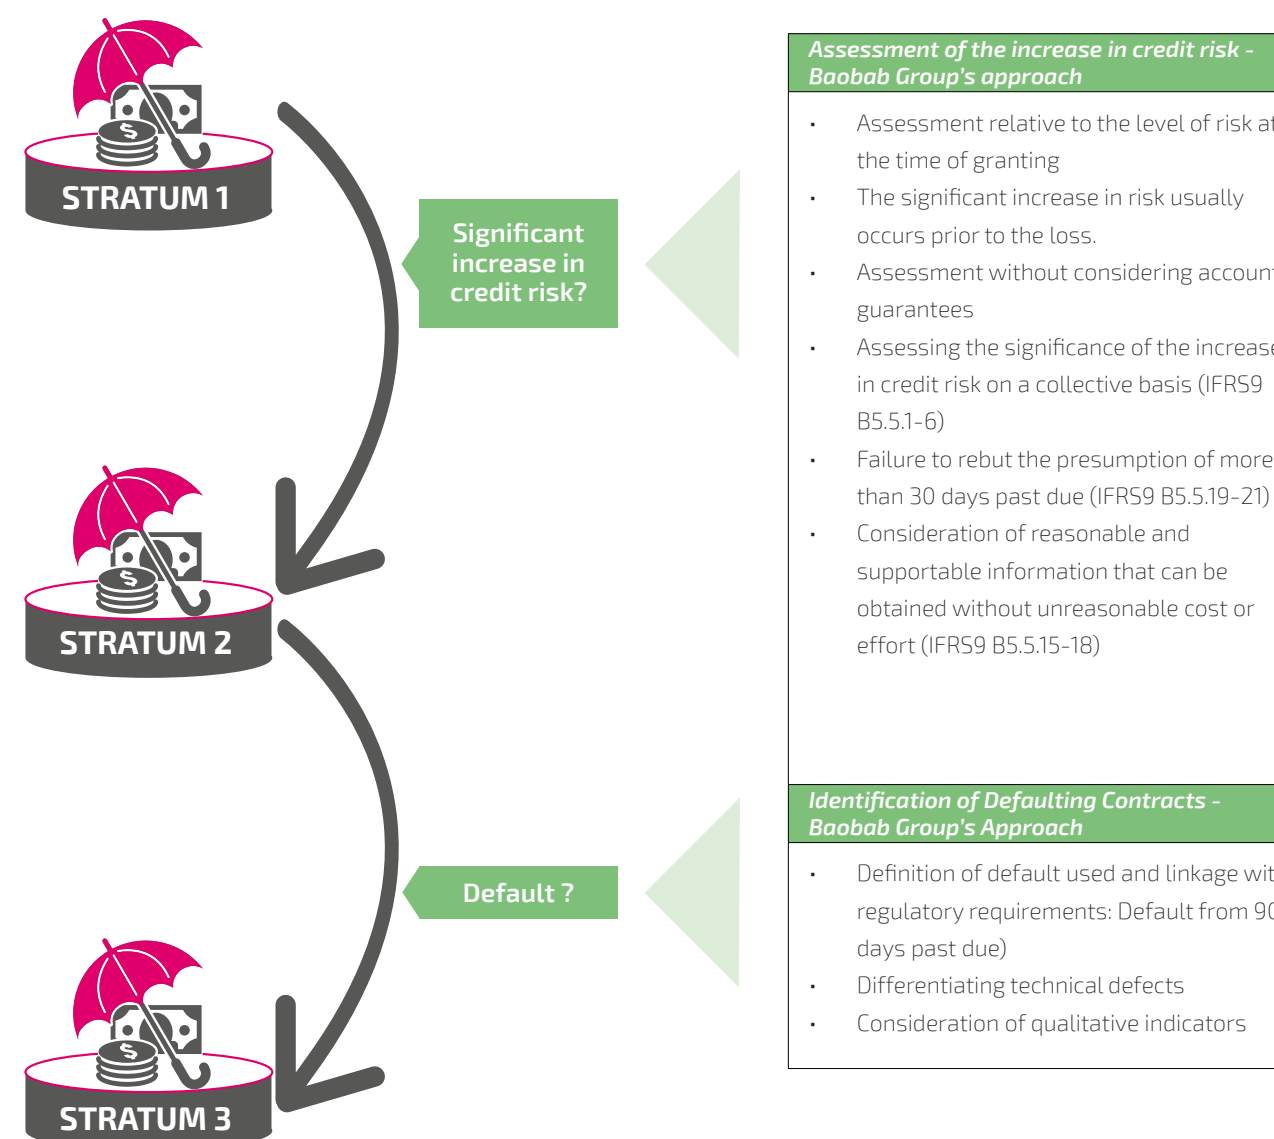 STRATUM 1
Significant
increase in
credit risk?
STRATUM 2
Default ?
STRATUM 3
Assessment of the increase in credit risk -
Baobab Group's approach
• Assessment relative to the level of risk at
the time of granting
• The significant increase in risk usually
occurs prior to the loss.
• Assessment without considering account
guarantees
• Assessing the significance of the increase
in credit risk on a collective basis (IFRS9
B5.5.1-6)
• Failure to rebut the presumption of more
than 30 days past due (IFRS9 B5.5.19-21)
• Consideration of reasonable and
supportable information that can be
obtained without unreasonable cost or
effort (IFRS9 B5.5.15-18)
Identification of Defaulting Contracts -
Baobab Group's Approach
• Definition of default used and linkage wit
regulatory requirements: Default from 90
days past due)
• Differentiating technical defects
• Consideration of qualitative indicators